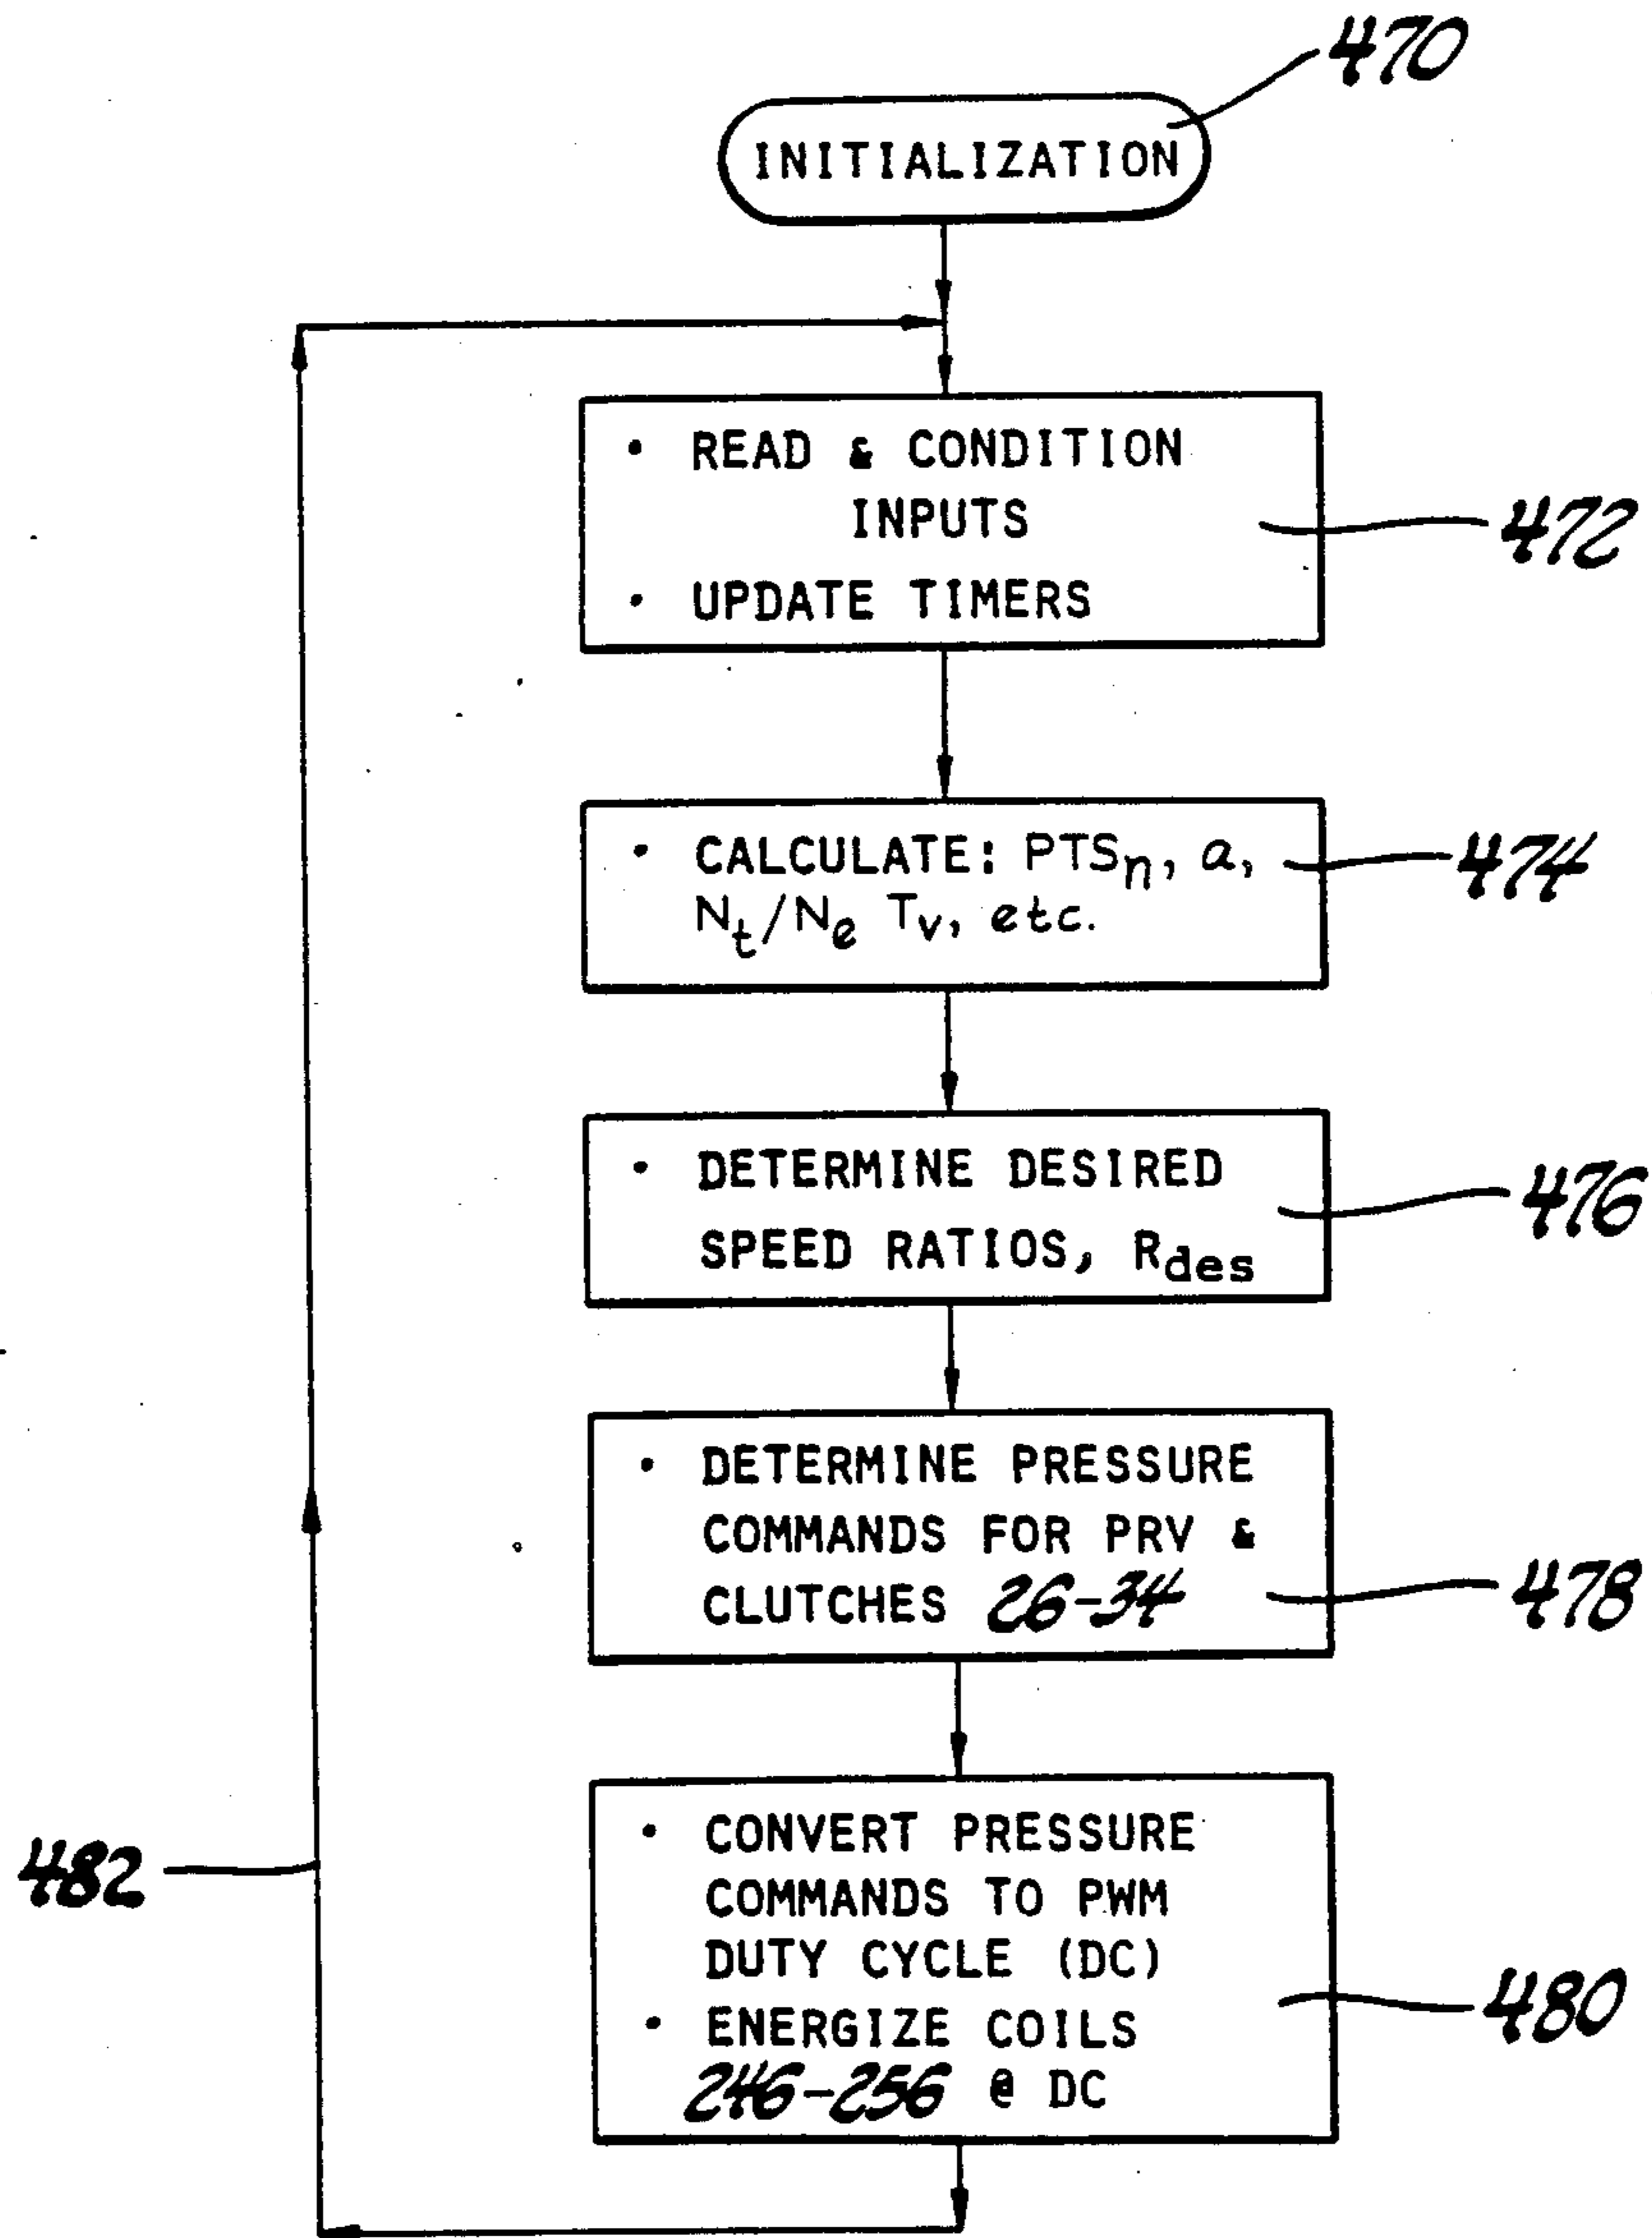 470
INITIALIZATION
• READ & CONDITION
INPUTS
472
• UPDATE TIMERS
• CALCULATE: PTSn, a,
474
Nt/Ne Tv, etc.
• DETERMINE DESIRED
476
SPEED RATIOS, Rdes
• DETERMINE PRESSURE
COMMANDS FOR PRV &
CLUTCHES 26-34
478
• CONVERT PRESSURE
482
COMMANDS TO PWM
DUTY CYCLE (DC)
480
• ENERGIZE COILS
246-256 @ DC